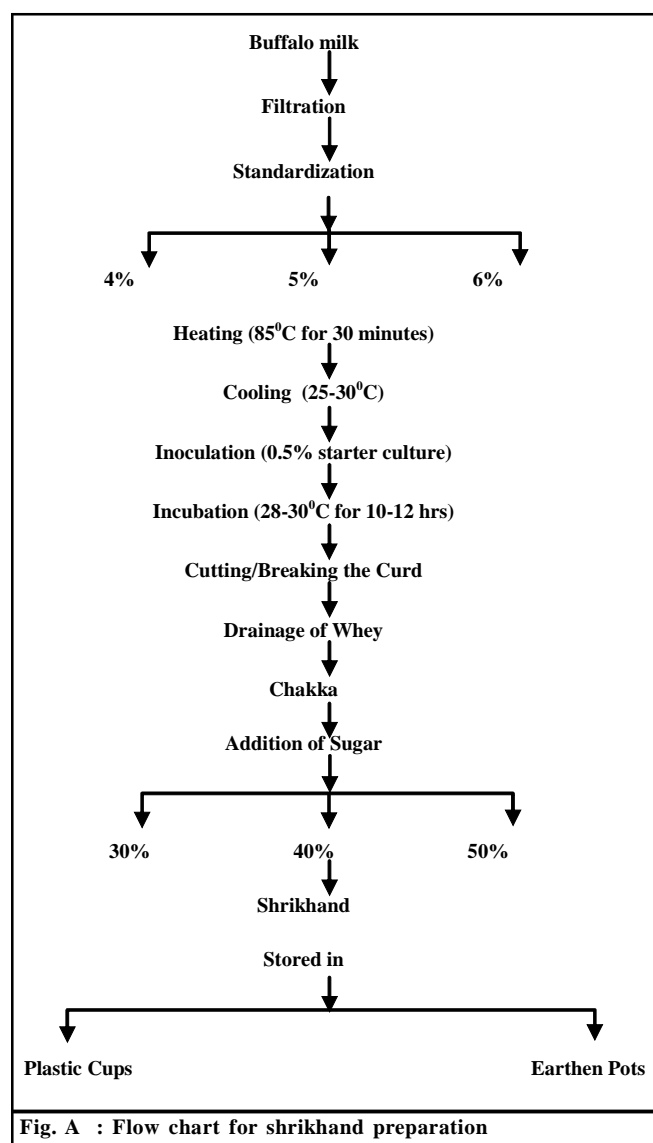 Buffalo milk
Filtration
Standardization
4% 5% 6%
Heating (85⁰C for 30 minutes)
Cooling (25-30⁰C)
Inoculation (0.5% starter culture)
Incubation (28-30⁰C for 10-12 hrs)
Cutting/Breaking the Curd
Drainage of Whey
Chakka
Addition of Sugar
30% 40% 50%
Shrikhand
Stored in
Plastic Cups Earthen Pots
Fig. A : Flow chart for shrikhand preparation